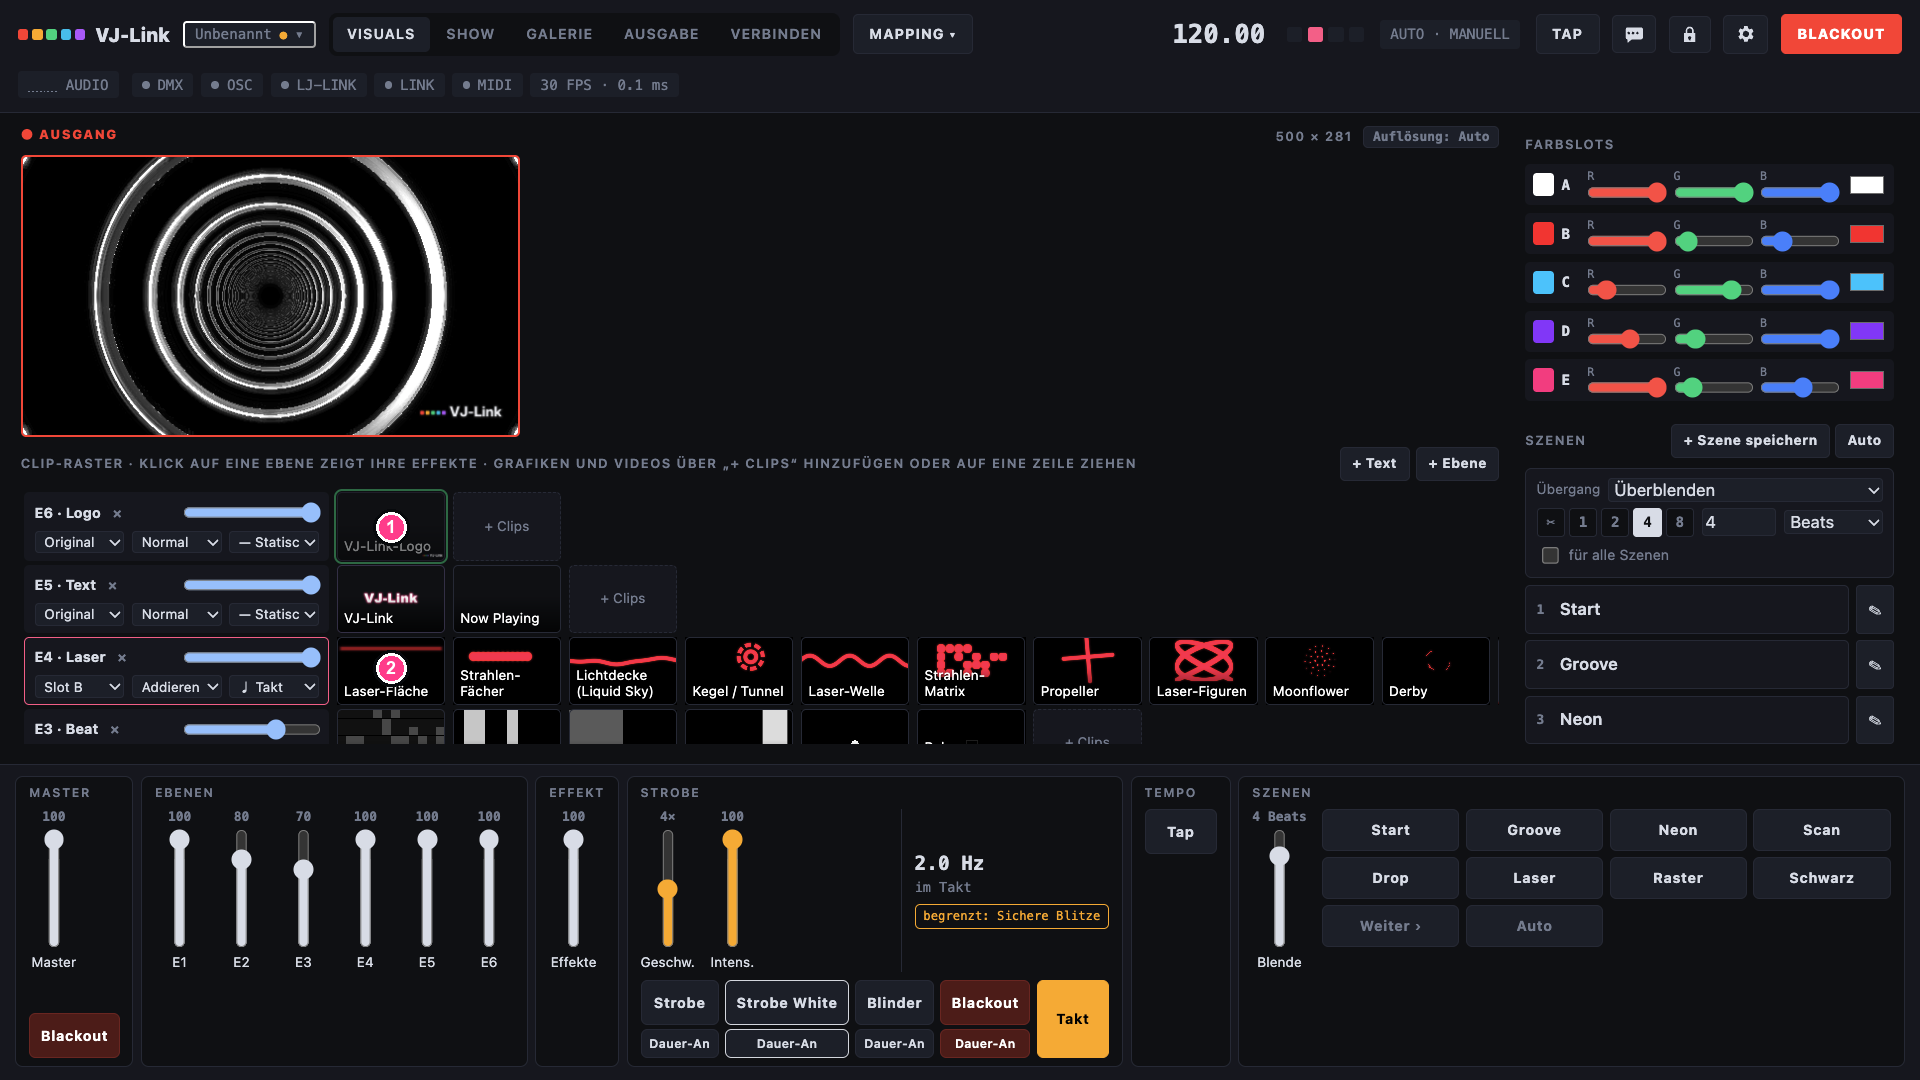 VJ-Link
Unbenannt
VISUALS
SHOW
GALERIE
AUSGABE
VERBINDEN
MAPPING
120.00
AUTO · MANUELL
TAP
BLACKOUT
AUDIO
DMX
OSC
LJ-LINK
LINK
MIDI
30 FPS · 0.1 ms
AUSGANG
500 × 281
Auflösung: Auto
VJ-Link
FARBSLOTS
A R G B
B R G B
C R G B
D R G B
E R G B
CLIP-RASTER · KLICK AUF EINE EBENE ZEIGT IHRE EFFEKTE · GRAFIKEN UND VIDEOS ÜBER „+ CLIPS“ HINZUFÜGEN ODER AUF EINE ZEILE ZIEHEN
+ Text
+ Ebene
E6 · Logo ×
Original
Normal
— Statisc
1
VJ-Link-Logo
+ Clips
E5 · Text ×
Original
Normal
— Statisc
VJ-Link
VJ-Link
Now Playing
+ Clips
E4 · Laser ×
Slot B
Addieren
♩ Takt
2
Laser-Fläche
Strahlen-
Fächer
Lichtdecke
(Liquid Sky)
Kegel / Tunnel
Laser-Welle
Strahlen-
Matrix
Propeller
Laser-Figuren
Moonflower
Derby
E3 · Beat ×
+ Clips
SZENEN
+ Szene speichern
Auto
Übergang
Überblenden
1
2
4
8
4
Beats
für alle Szenen
1 Start
2 Groove
3 Neon
MASTER
100
Master
Blackout
EBENEN
100
80
70
100
100
100
E1
E2
E3
E4
E5
E6
EFFEKT
100
Effekte
STROBE
4×
100
Geschw.
Intens.
2.0 Hz
im Takt
begrenzt: Sichere Blitze
Strobe
Strobe White
Blinder
Blackout
Takt
Dauer-An
Dauer-An
Dauer-An
Dauer-An
TEMPO
Tap
SZENEN
4 Beats
Blende
Start
Groove
Neon
Scan
Drop
Laser
Raster
Schwarz
Weiter ›
Auto